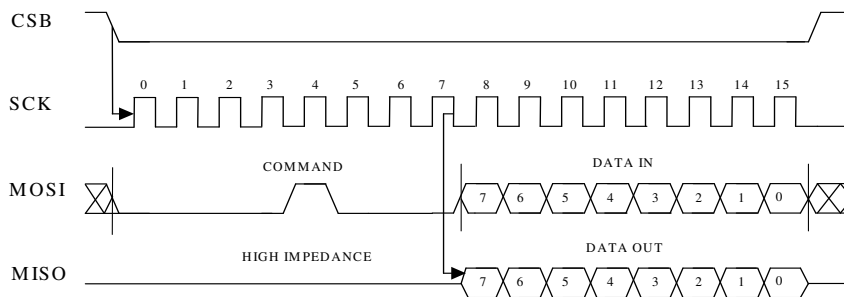 CSB
0 1 2 3 4 5 6 7 8 9 10 11 12 13 14 15
SCK
COMMAND DATA IN
MOSI 7 6 5 4 3 2 1 0
HIGH IMPEDANCE DATA OUT
MISO 7 6 5 4 3 2 1 0